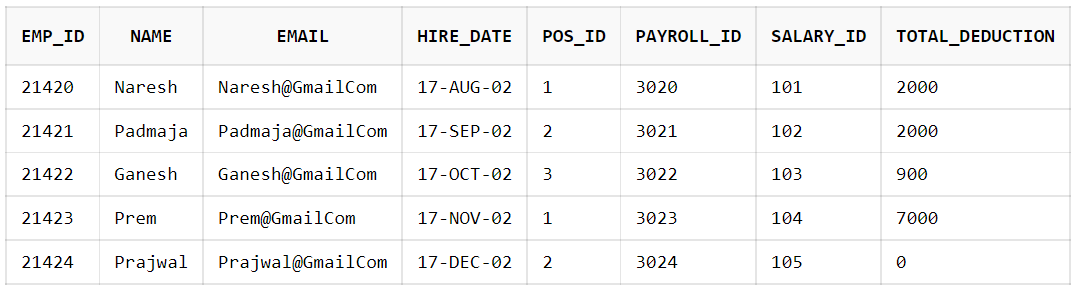 EMP_ID NAME EMAIL HIRE_DATE POS_ID PAYROLL_ID SALARY_ID TOTAL_DEDUCTION
21420 Naresh Naresh@GmailCom 17-AUG-02 1 3020 101 2000
21421 Padmaja Padmaja@GmailCom 17-SEP-02 2 3021 102 2000
21422 Ganesh Ganesh@GmailCom 17-OCT-02 3 3022 103 900
21423 Prem Prem@GmailCom 17-NOV-02 1 3023 104 7000
21424 Prajwal Prajwal@GmailCom 17-DEC-02 2 3024 105 0